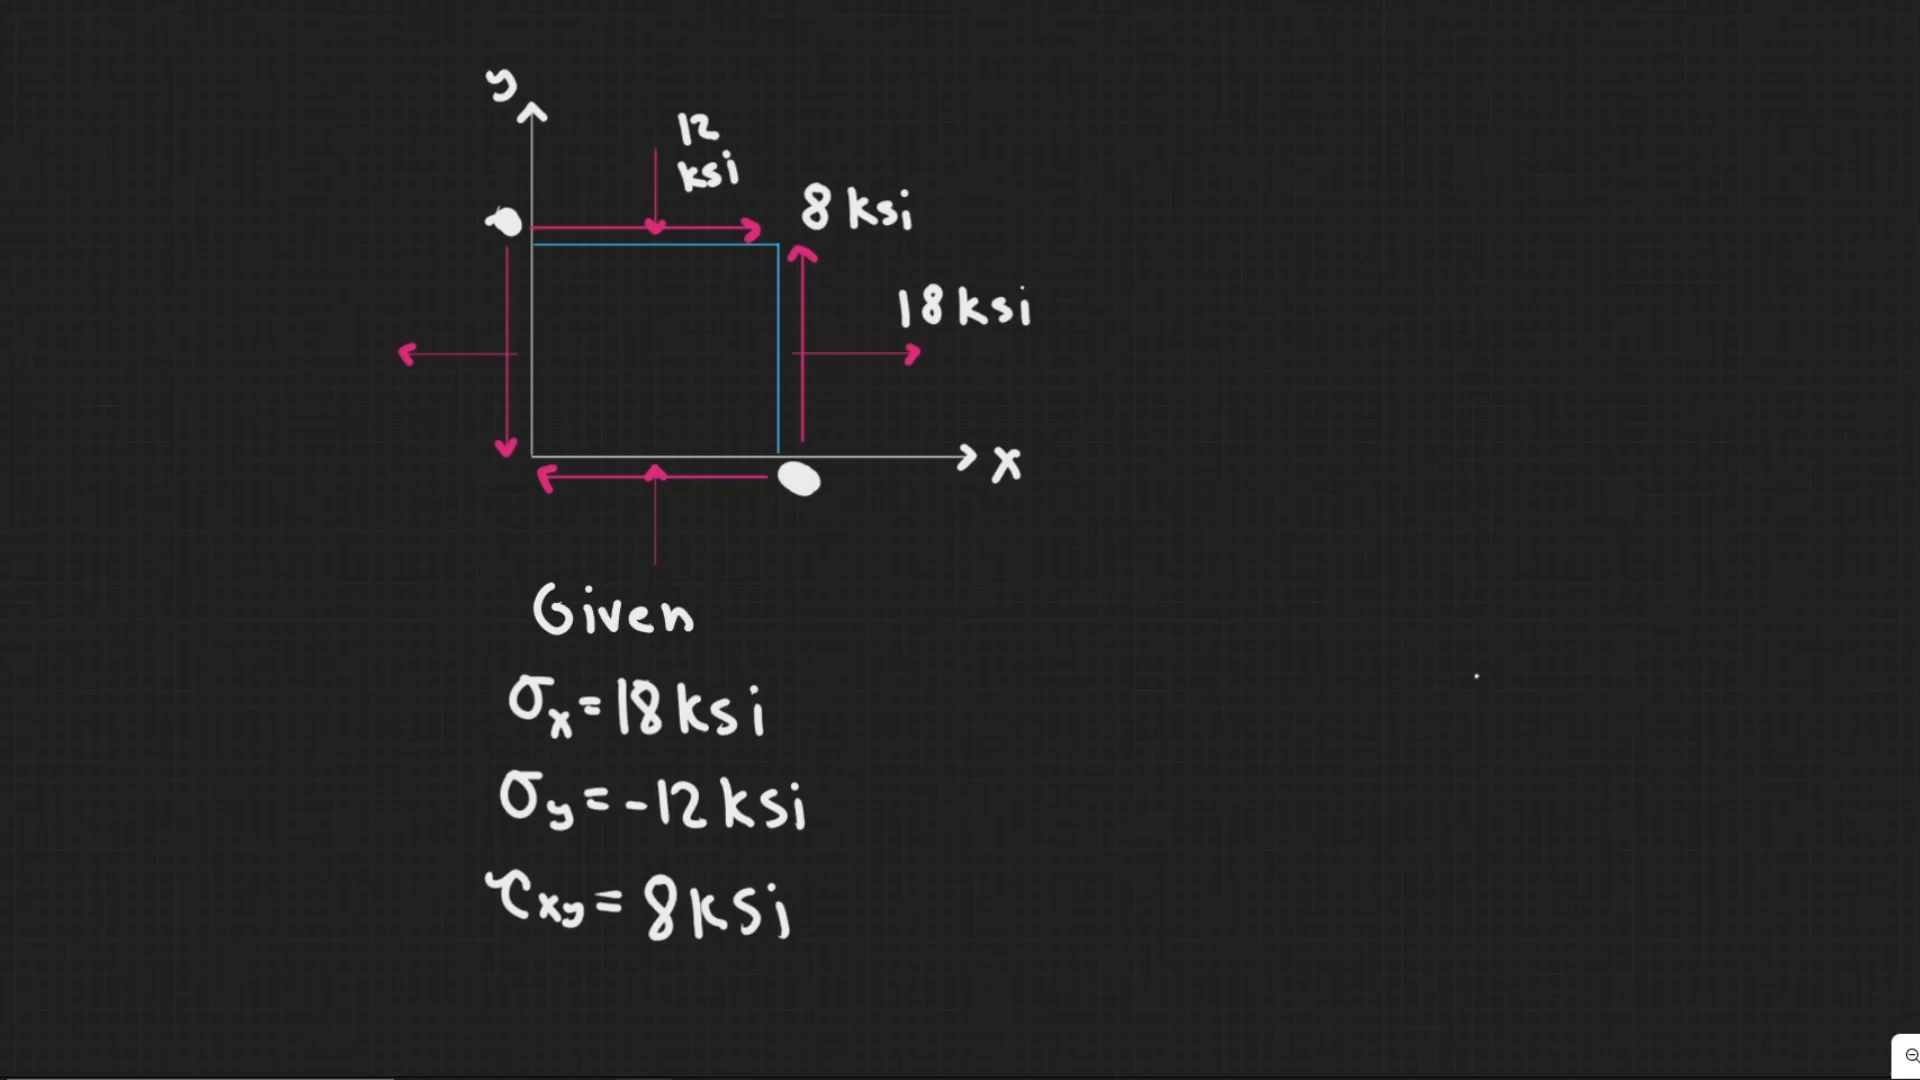 y
12
ksi
8 ksi
18 ksi
x
Given
σx = 18 ksi
σy = -12 ksi
τxy = 8 ksi